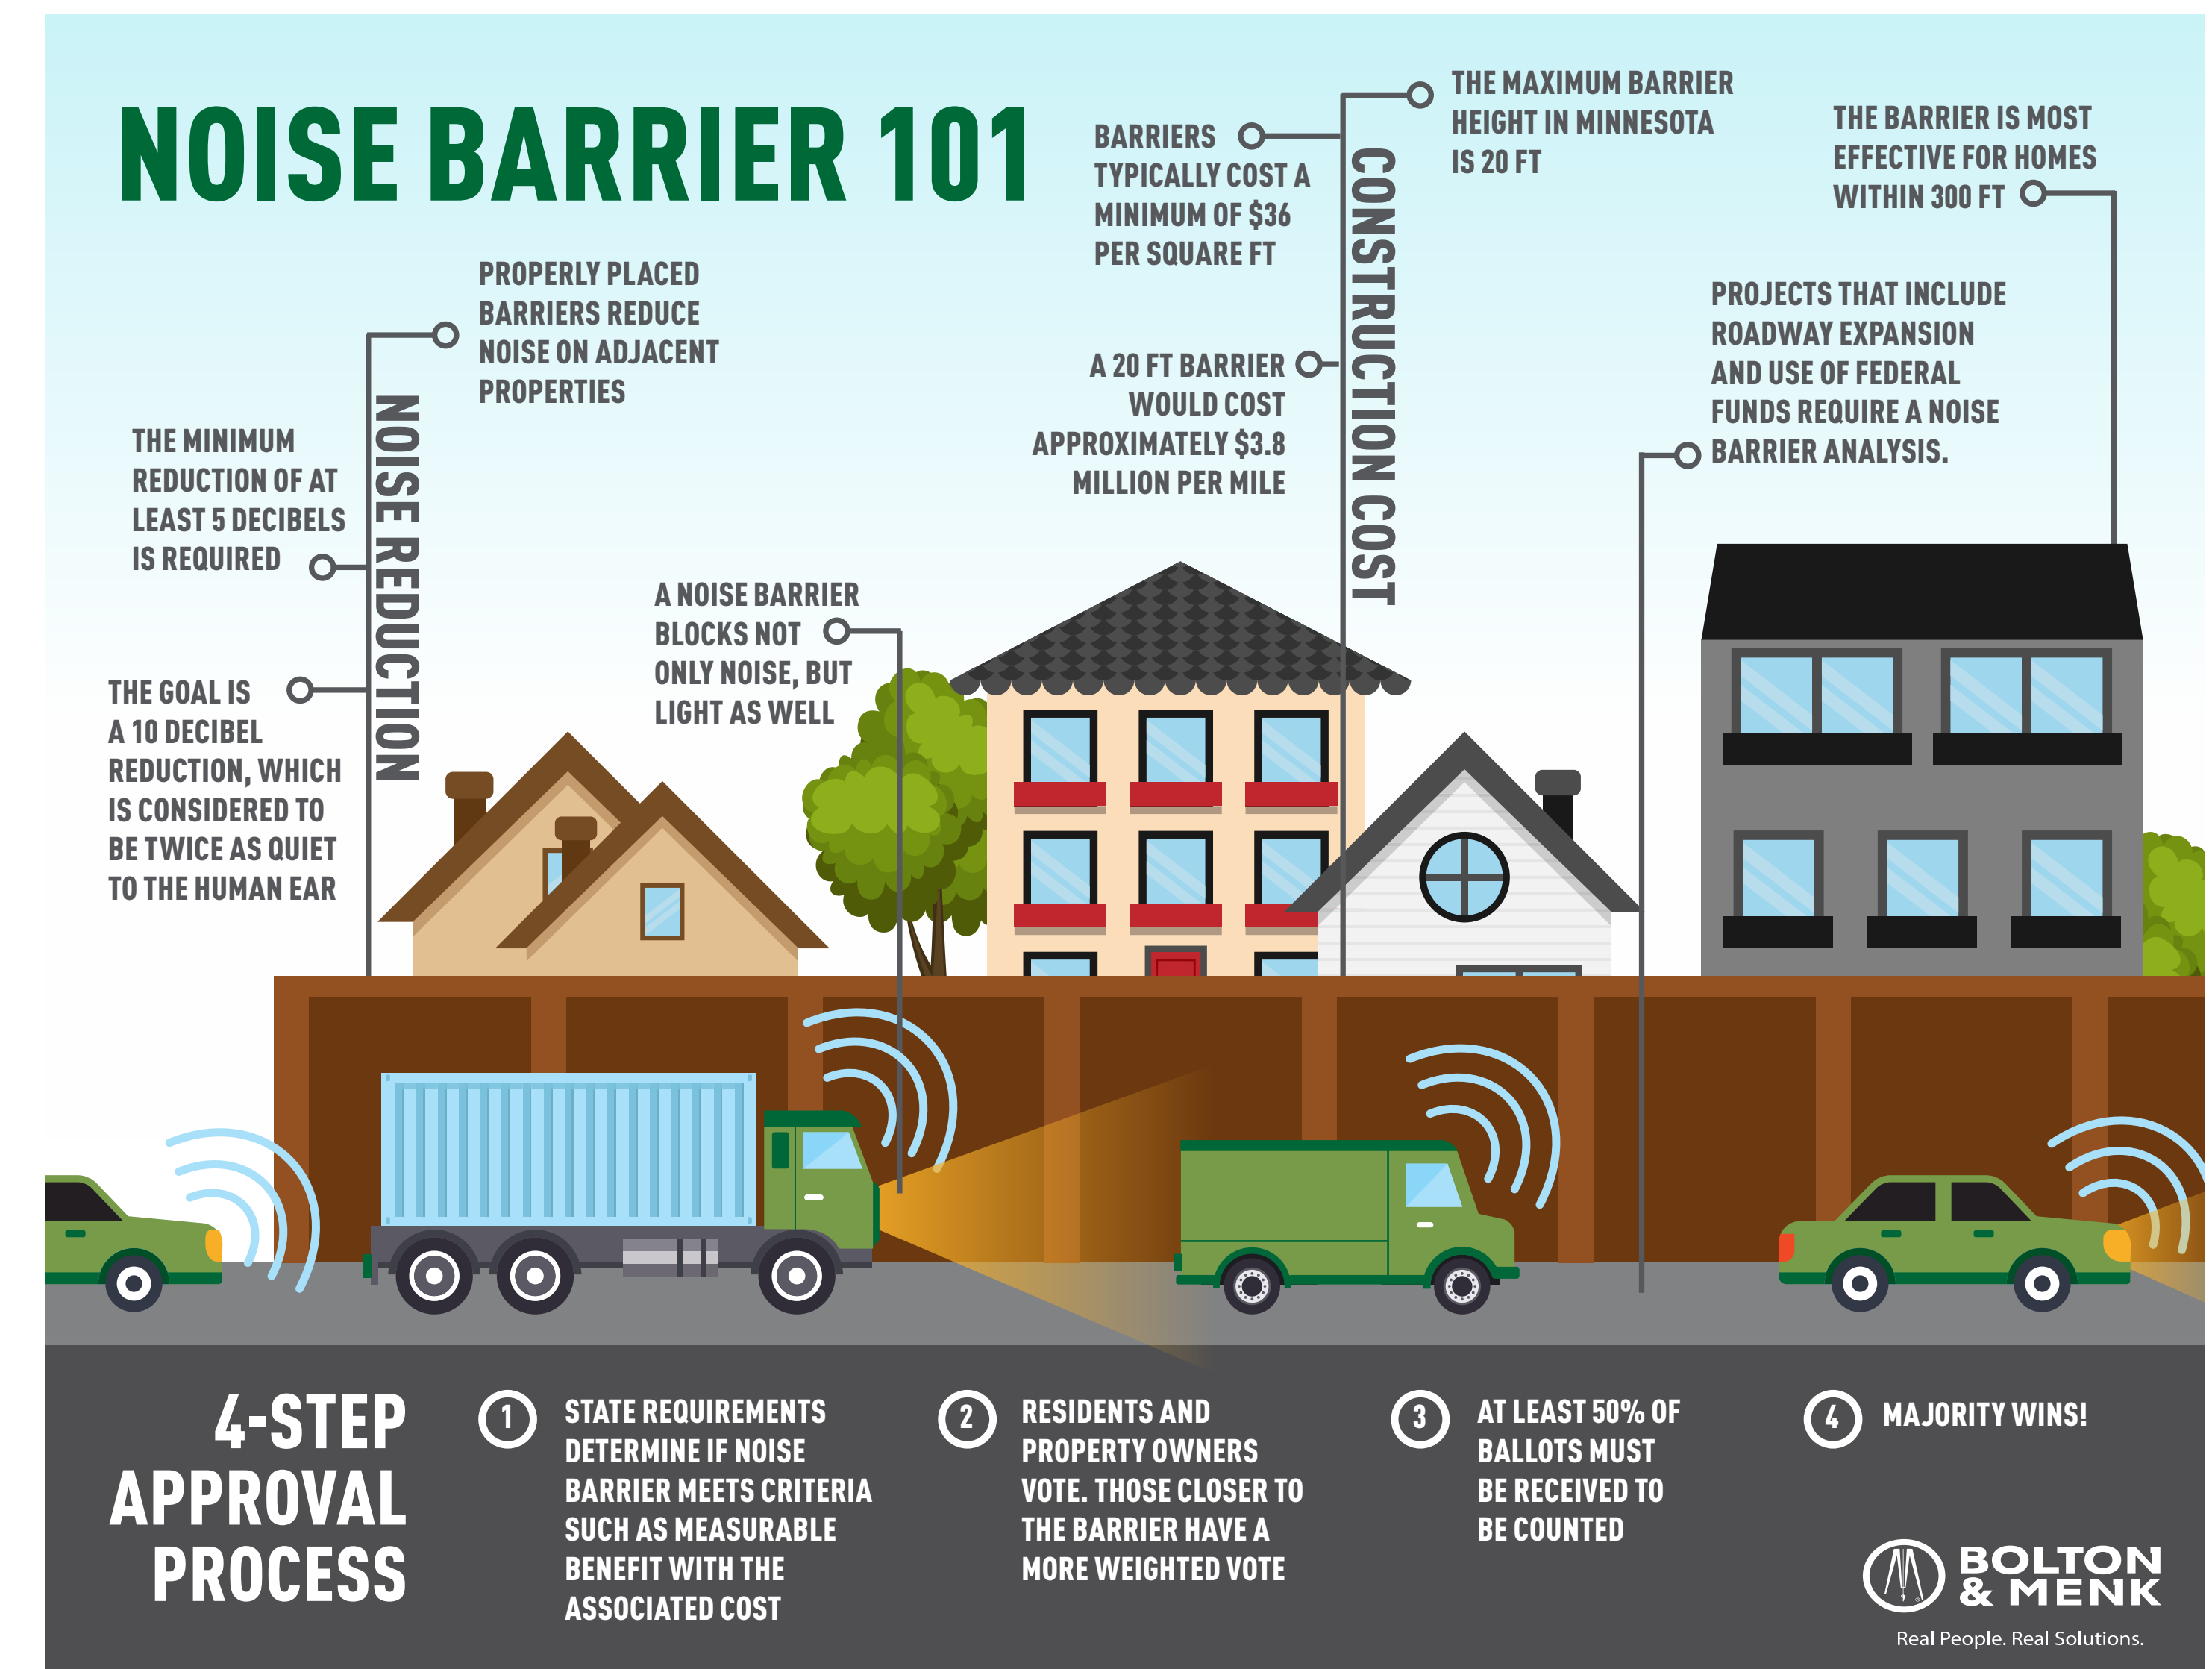 NOISE BARRIER 101
PROPERLY PLACED
BARRIERS REDUCE
NOISE ON ADJACENT
PROPERTIES
NOISE REDUCTION
THE MINIMUM
REDUCTION OF AT
LEAST 5 DECIBELS
IS REQUIRED
THE GOAL IS
A 10 DECIBEL
REDUCTION, WHICH
IS CONSIDERED TO
BE TWICE AS QUIET
TO THE HUMAN EAR
A NOISE BARRIER
BLOCKS NOT
ONLY NOISE, BUT
LIGHT AS WELL
BARRIERS
TYPICALLY COST A
MINIMUM OF $36
PER SQUARE FT
THE MAXIMUM BARRIER
HEIGHT IN MINNESOTA
IS 20 FT
CONSTRUCTION COST
A 20 FT BARRIER
WOULD COST
APPROXIMATELY $3.8
MILLION PER MILE
THE BARRIER IS MOST
EFFECTIVE FOR HOMES
WITHIN 300 FT
PROJECTS THAT INCLUDE
ROADWAY EXPANSION
AND USE OF FEDERAL
FUNDS REQUIRE A NOISE
BARRIER ANALYSIS.
4-STEP
APPROVAL
PROCESS
1
STATE REQUIREMENTS
DETERMINE IF NOISE
BARRIER MEETS CRITERIA
SUCH AS MEASURABLE
BENEFIT WITH THE
ASSOCIATED COST
2
RESIDENTS AND
PROPERTY OWNERS
VOTE. THOSE CLOSER TO
THE BARRIER HAVE A
MORE WEIGHTED VOTE
3
AT LEAST 50% OF
BALLOTS MUST
BE RECEIVED TO
BE COUNTED
4
MAJORITY WINS!
BOLTON
& MENK
Real People. Real Solutions.